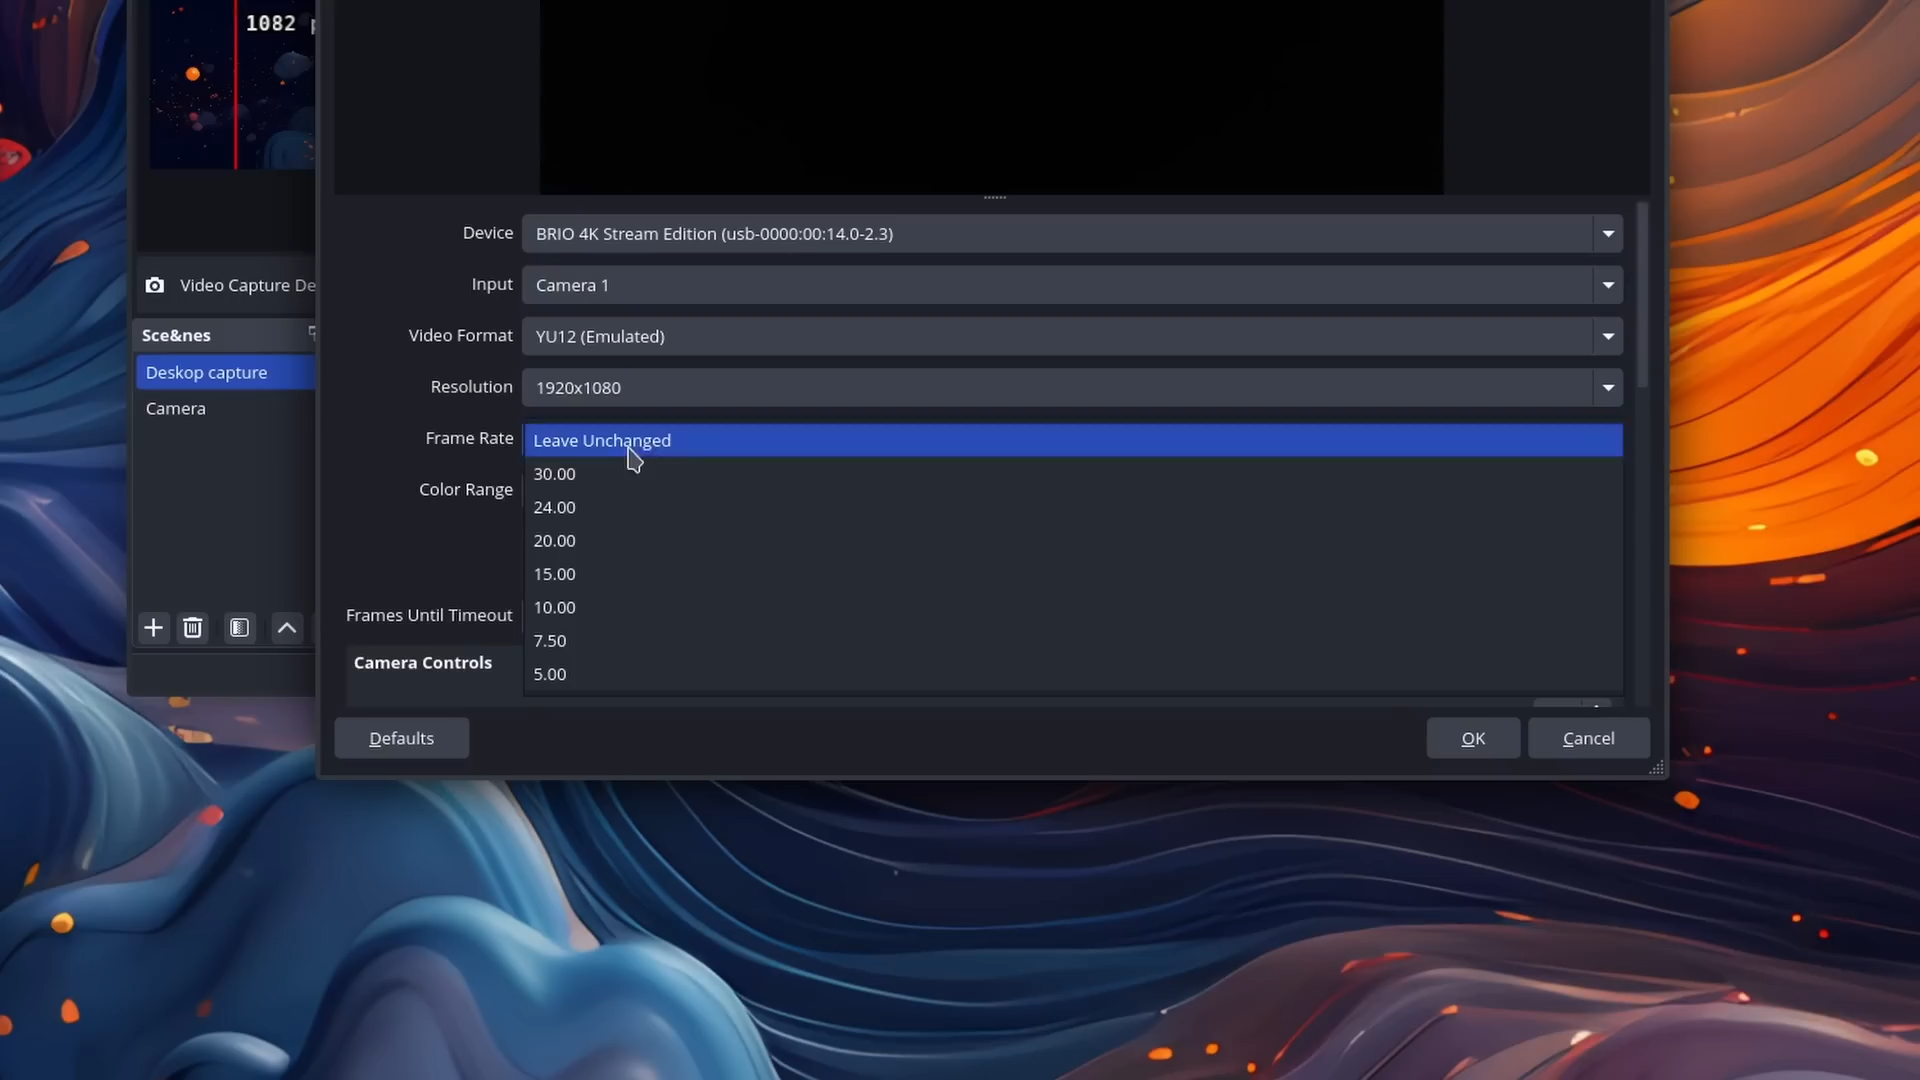 1082 p
Video Capture De
Sce&nes
Deskop capture
Camera
Device
BRIO 4K Stream Edition (usb-0000:00:14.0-2.3)
Input
Camera 1
Video Format
YU12 (Emulated)
Resolution
1920x1080
Frame Rate
Leave Unchanged
30.00
24.00
20.00
15.00
10.00
7.50
5.00
Color Range
Frames Until Timeout
Camera Controls
Defaults
OK
Cancel